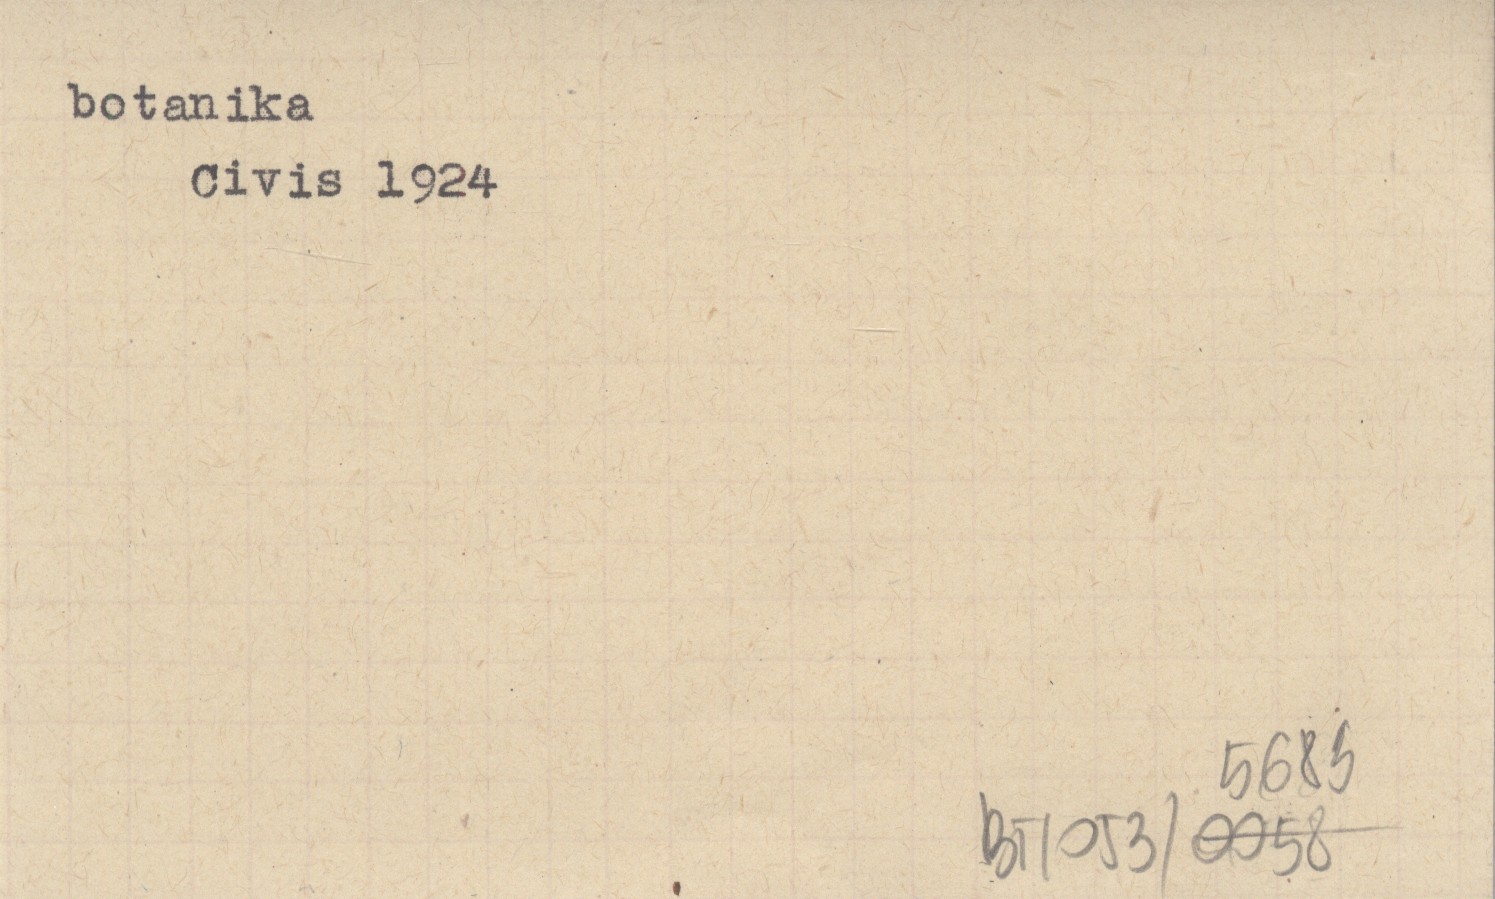 botanika
Civis 1924
5685
BT/053/0058